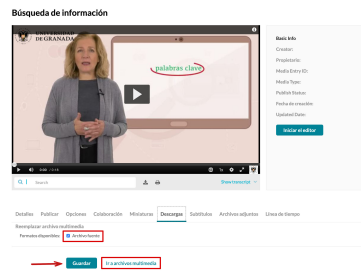 Búsqueda de información
UNIVERSIDAD
DE GRANADA
palabras clave
Basic Info
Creator:
Propietario:
Media Entry ID:
Media Type:
Publish Status:
Fecha de creación:
Updated Date:
Iniciar el editor
Search
Show transcript
Detalles Publicar Opciones Colaboración Miniaturas Descargas Subtítulos Archivos adjuntos Línea de tiempo
Reemplazar archivo multimedia
Formatos disponibles: Archivo fuente
Guardar Ir a archivos multimedia